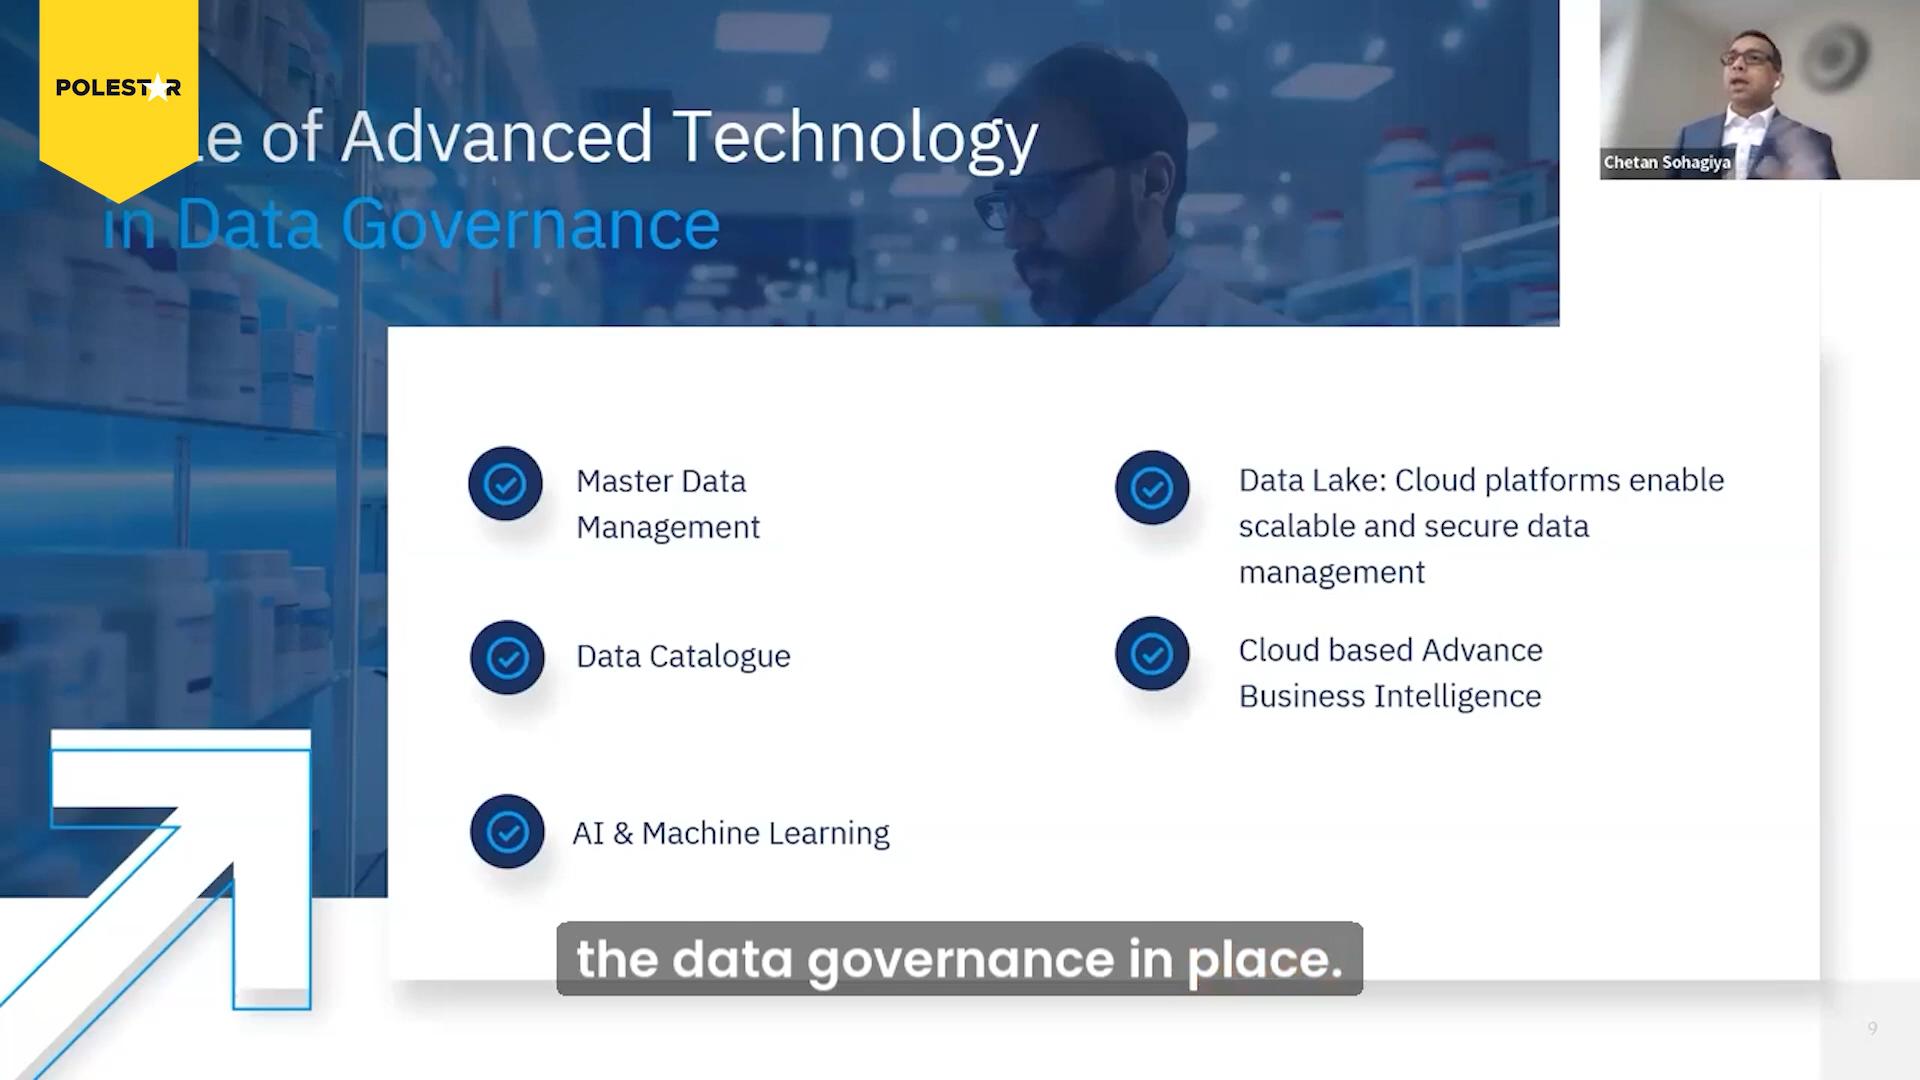 POLESTAR
of Advanced Technology
in Data Governance
Chetan Sohagiya
Master Data
Management
Data Catalogue
AI & Machine Learning
Data Lake: Cloud platforms enable
scalable and secure data
management
Cloud based Advance
Business Intelligence
the data governance in place.
9